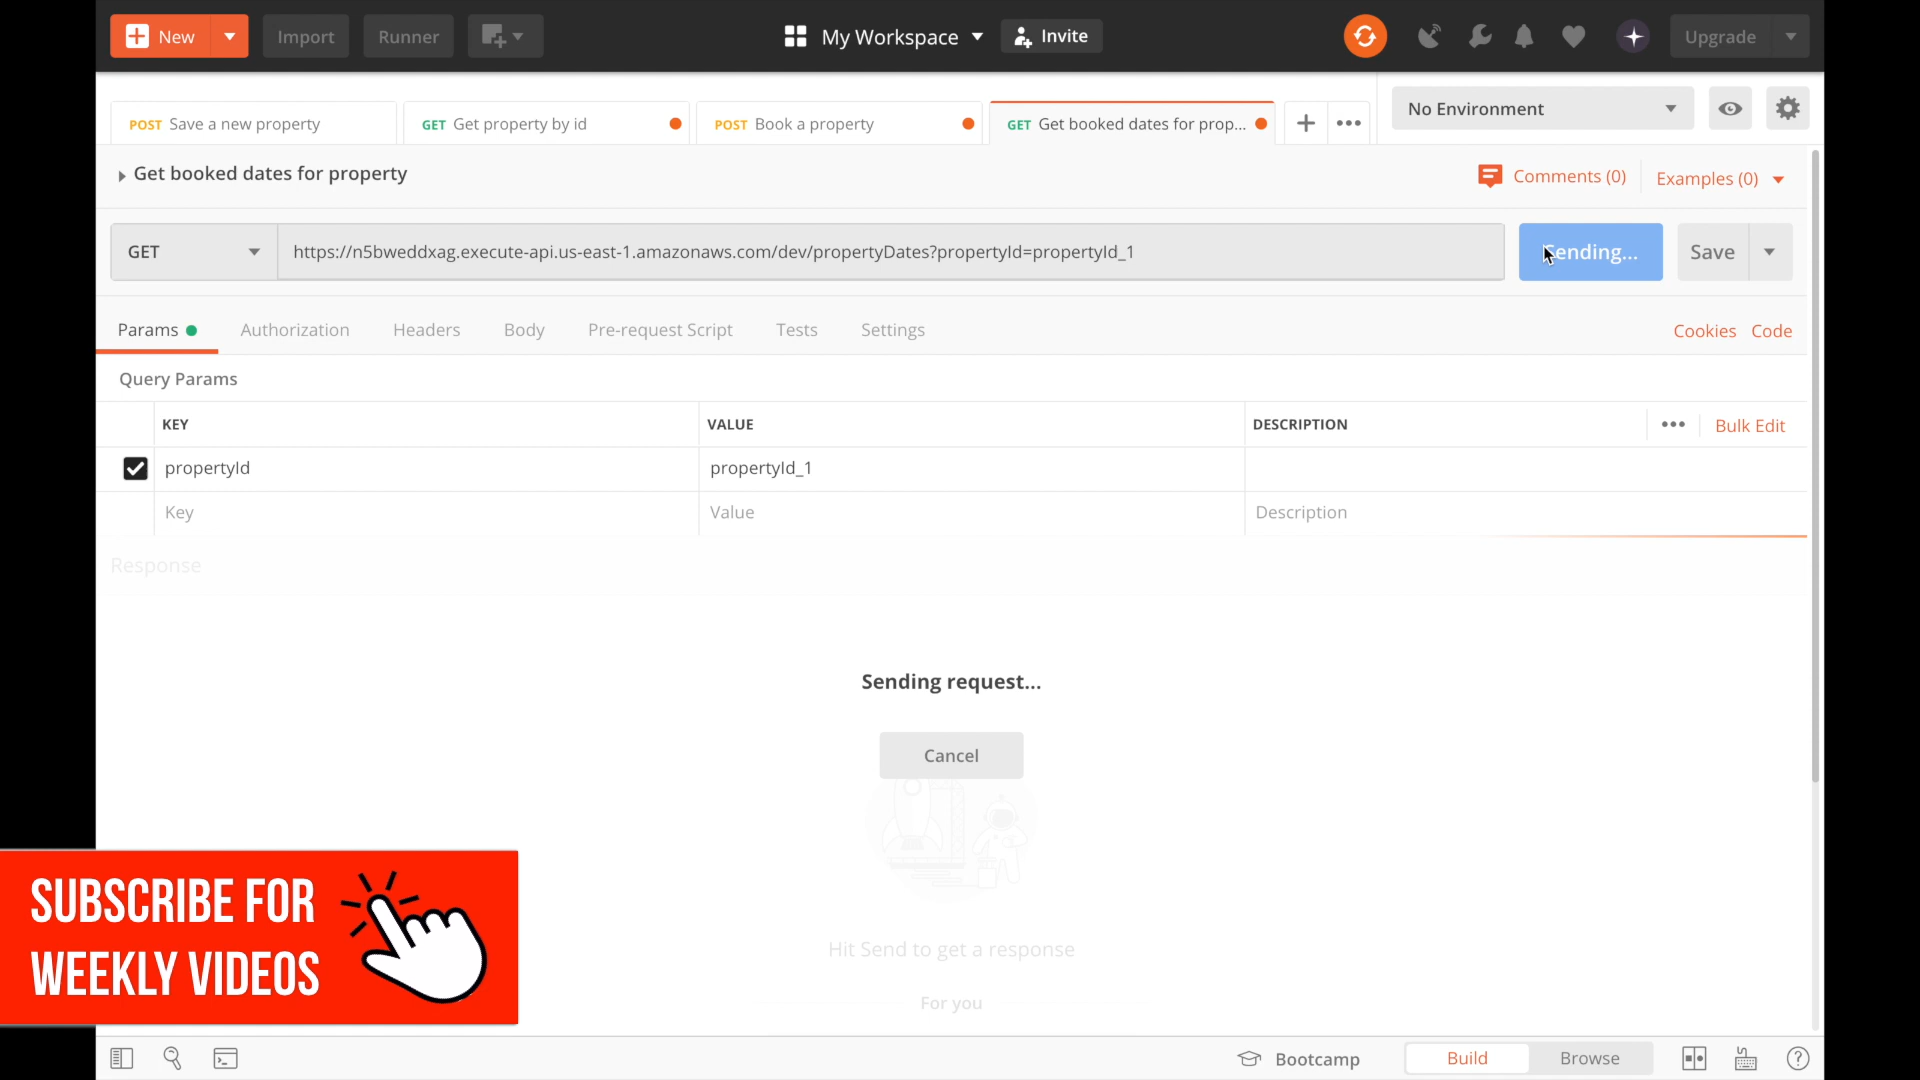 New
Import
Runner
My Workspace
Invite
Upgrade
POST Save a new property
GET Get property by id
POST Book a property
GET Get booked dates for prop...
No Environment
Get booked dates for property
Comments (0)
Examples (0)
GET
https://n5bweddxag.execute-api.us-east-1.amazonaws.com/dev/propertyDates?propertyId=propertyId_1
Sending...
Save
Params
Authorization
Headers
Body
Pre-request Script
Tests
Settings
Cookies
Code
Query Params
KEY
VALUE
DESCRIPTION
Bulk Edit
propertyId
propertyId_1
Key
Value
Description
Response
Sending request...
Cancel
Hit Send to get a response
For you
SUBSCRIBE FOR
WEEKLY VIDEOS
Bootcamp
Build
Browse